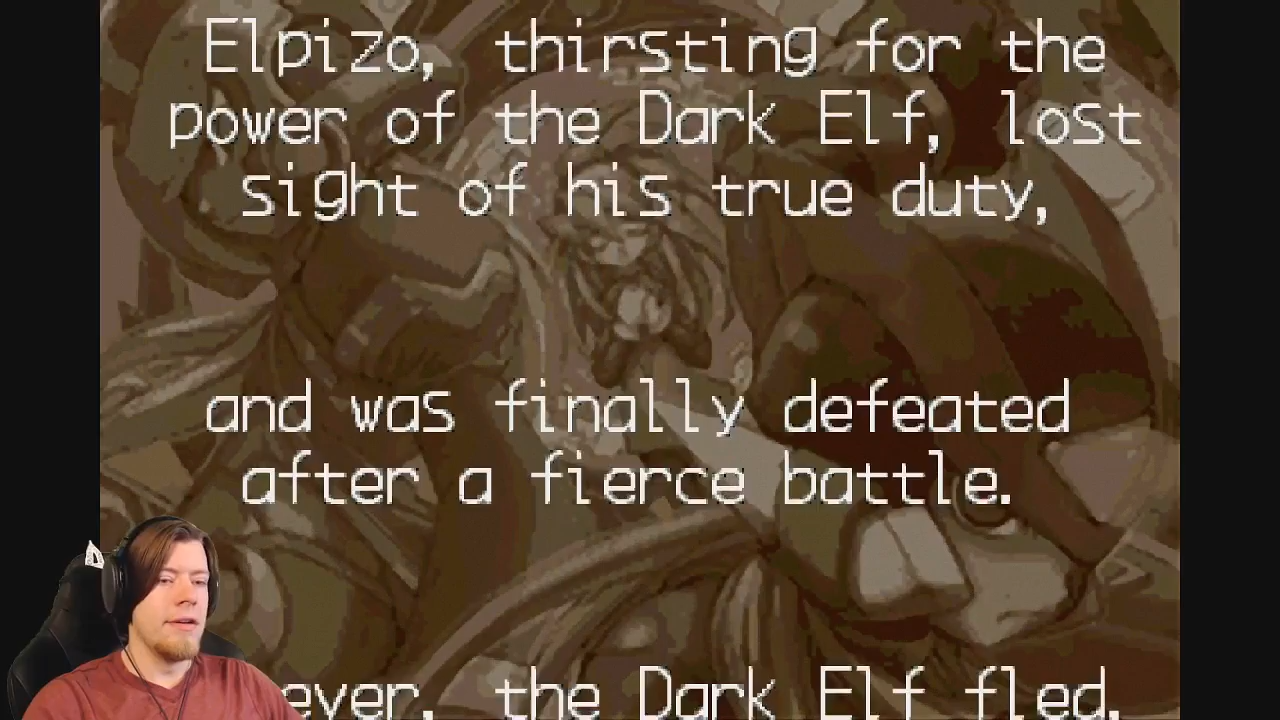 Elpizo, thirsting for the
power of the Dark Elf, lost
sight of his true duty,
and was finally defeated
after a fierce battle.
the Dark Elf fled,